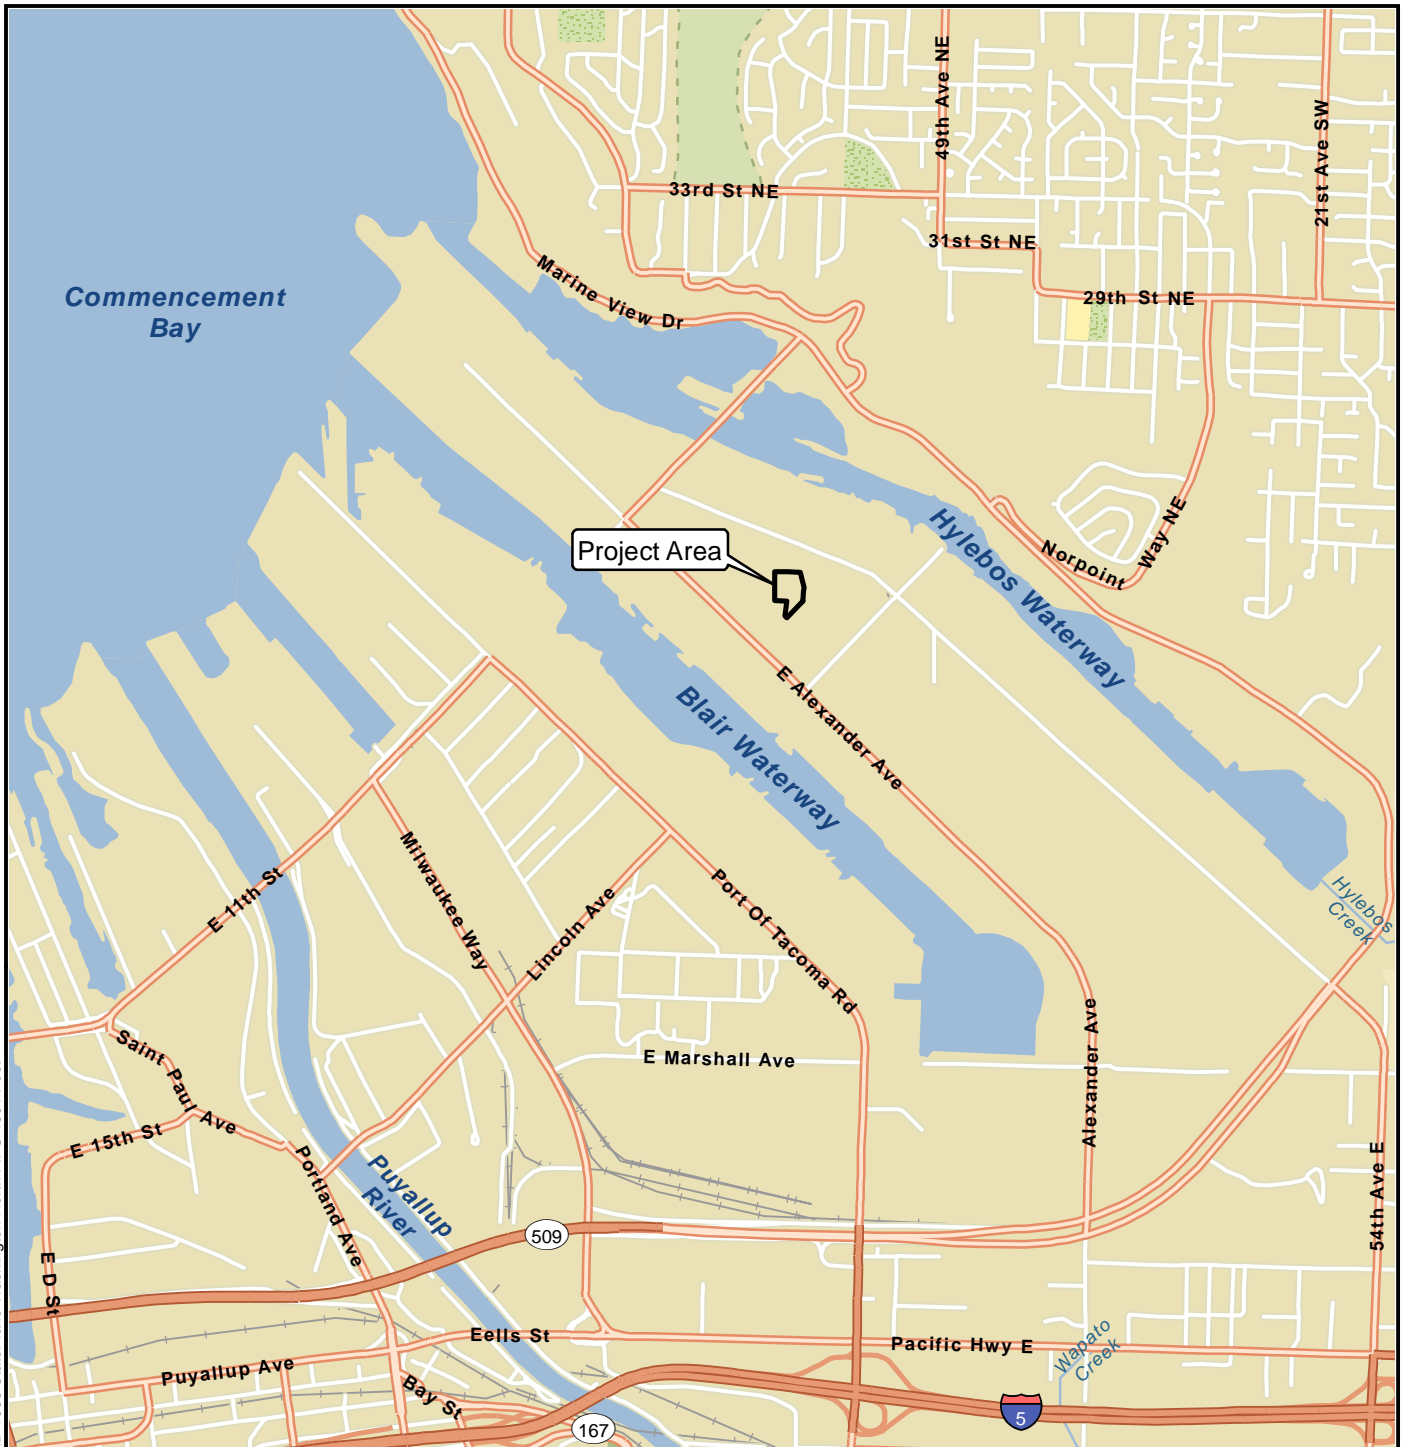 49th Ave NE
21st Ave SW
33rd St NE
31st St NE
Marine View Dr
29th St NE
Commencement
Bay
Project Area
Hylebos Waterway
Norpoint
Way NE
E Alexander Ave
Blair Waterway
Milwaukee Way
E 11th St
Lincoln Ave
Port Of Tacoma Rd
Hylebos
Creek
Saint
Paul
Ave
E Marshall Ave
Alexander Ave
E 15th St
Portland Ave
Puyallup
River
54th Ave E
509
E D St
Eells St
Pacific Hwy E
Wapato
Creek
Puyallup Ave
Bay St
5
167